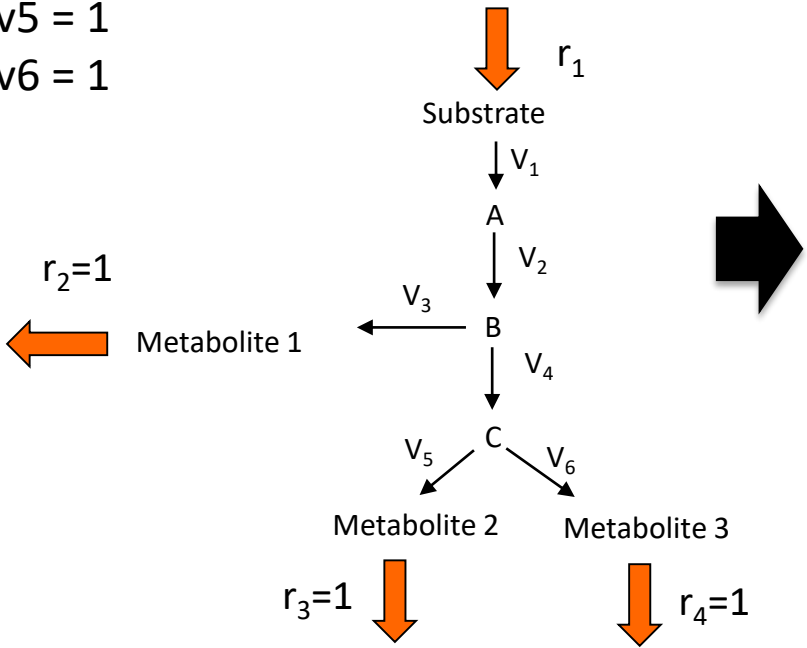 v5 = 1
v6 = 1
r₁
Substrate
V₁
A
V₂
r₂=1
V₃
B
Metabolite 1
V₄
C
V₅
V₆
Metabolite 2
Metabolite 3
r₃=1
r₄=1